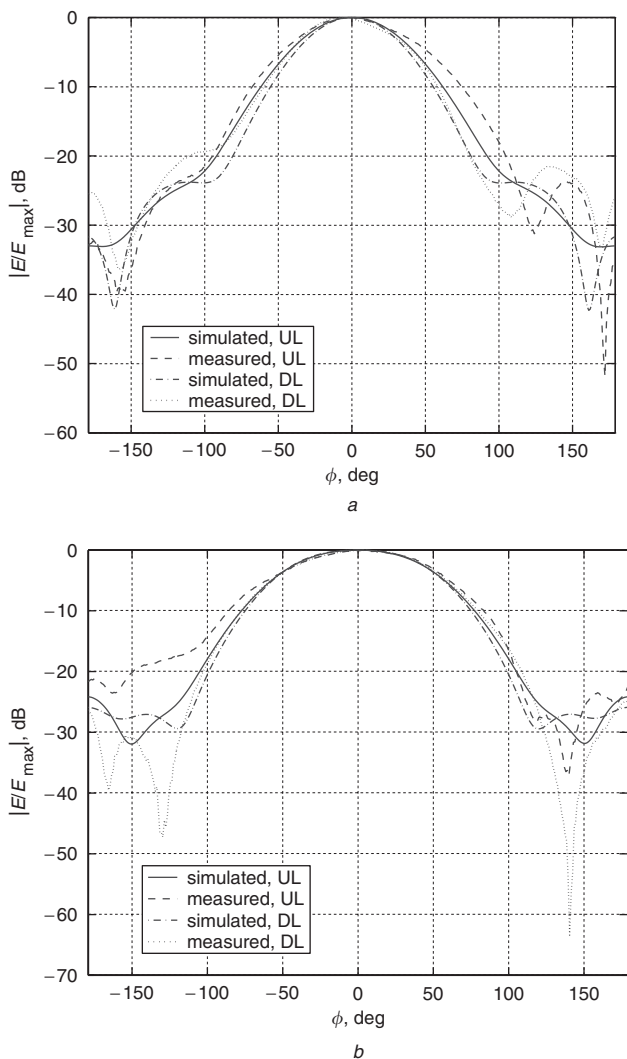 0
−10
−20
−30
−40
−50
−60
|E/E max|, dB
simulated, UL
measured, UL
simulated, DL
measured, DL
−150 −100 −50 0 50 100 150
ϕ, deg
a
0
−10
−20
−30
−40
−50
−60
−70
|E/E max|, dB
simulated, UL
measured, UL
simulated, DL
measured, DL
−150 −100 −50 0 50 100 150
ϕ, deg
b